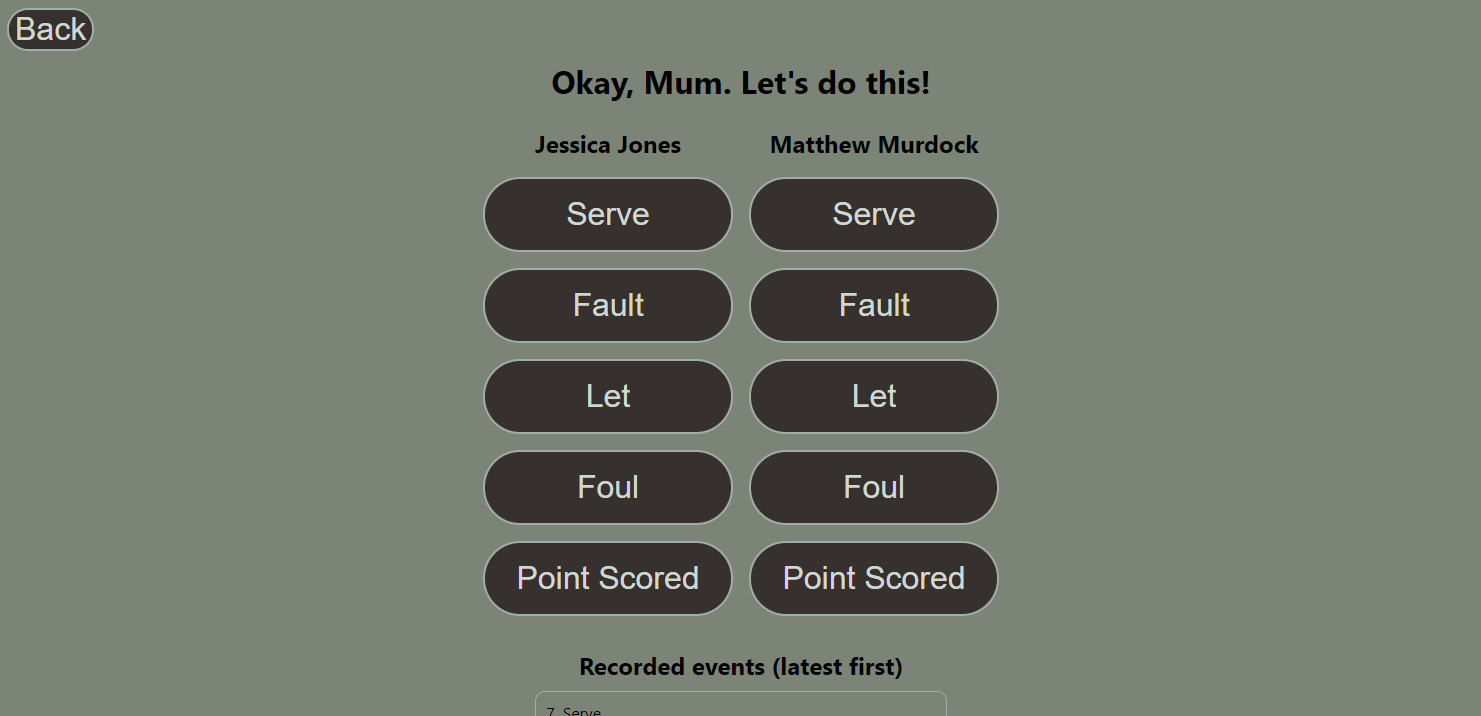 Back
Okay, Mum. Let's do this!
Jessica Jones Matthew Murdock
Serve Serve
Fault Fault
Let Let
Foul Foul
Point Scored Point Scored
Recorded events (latest first)
7. Serve